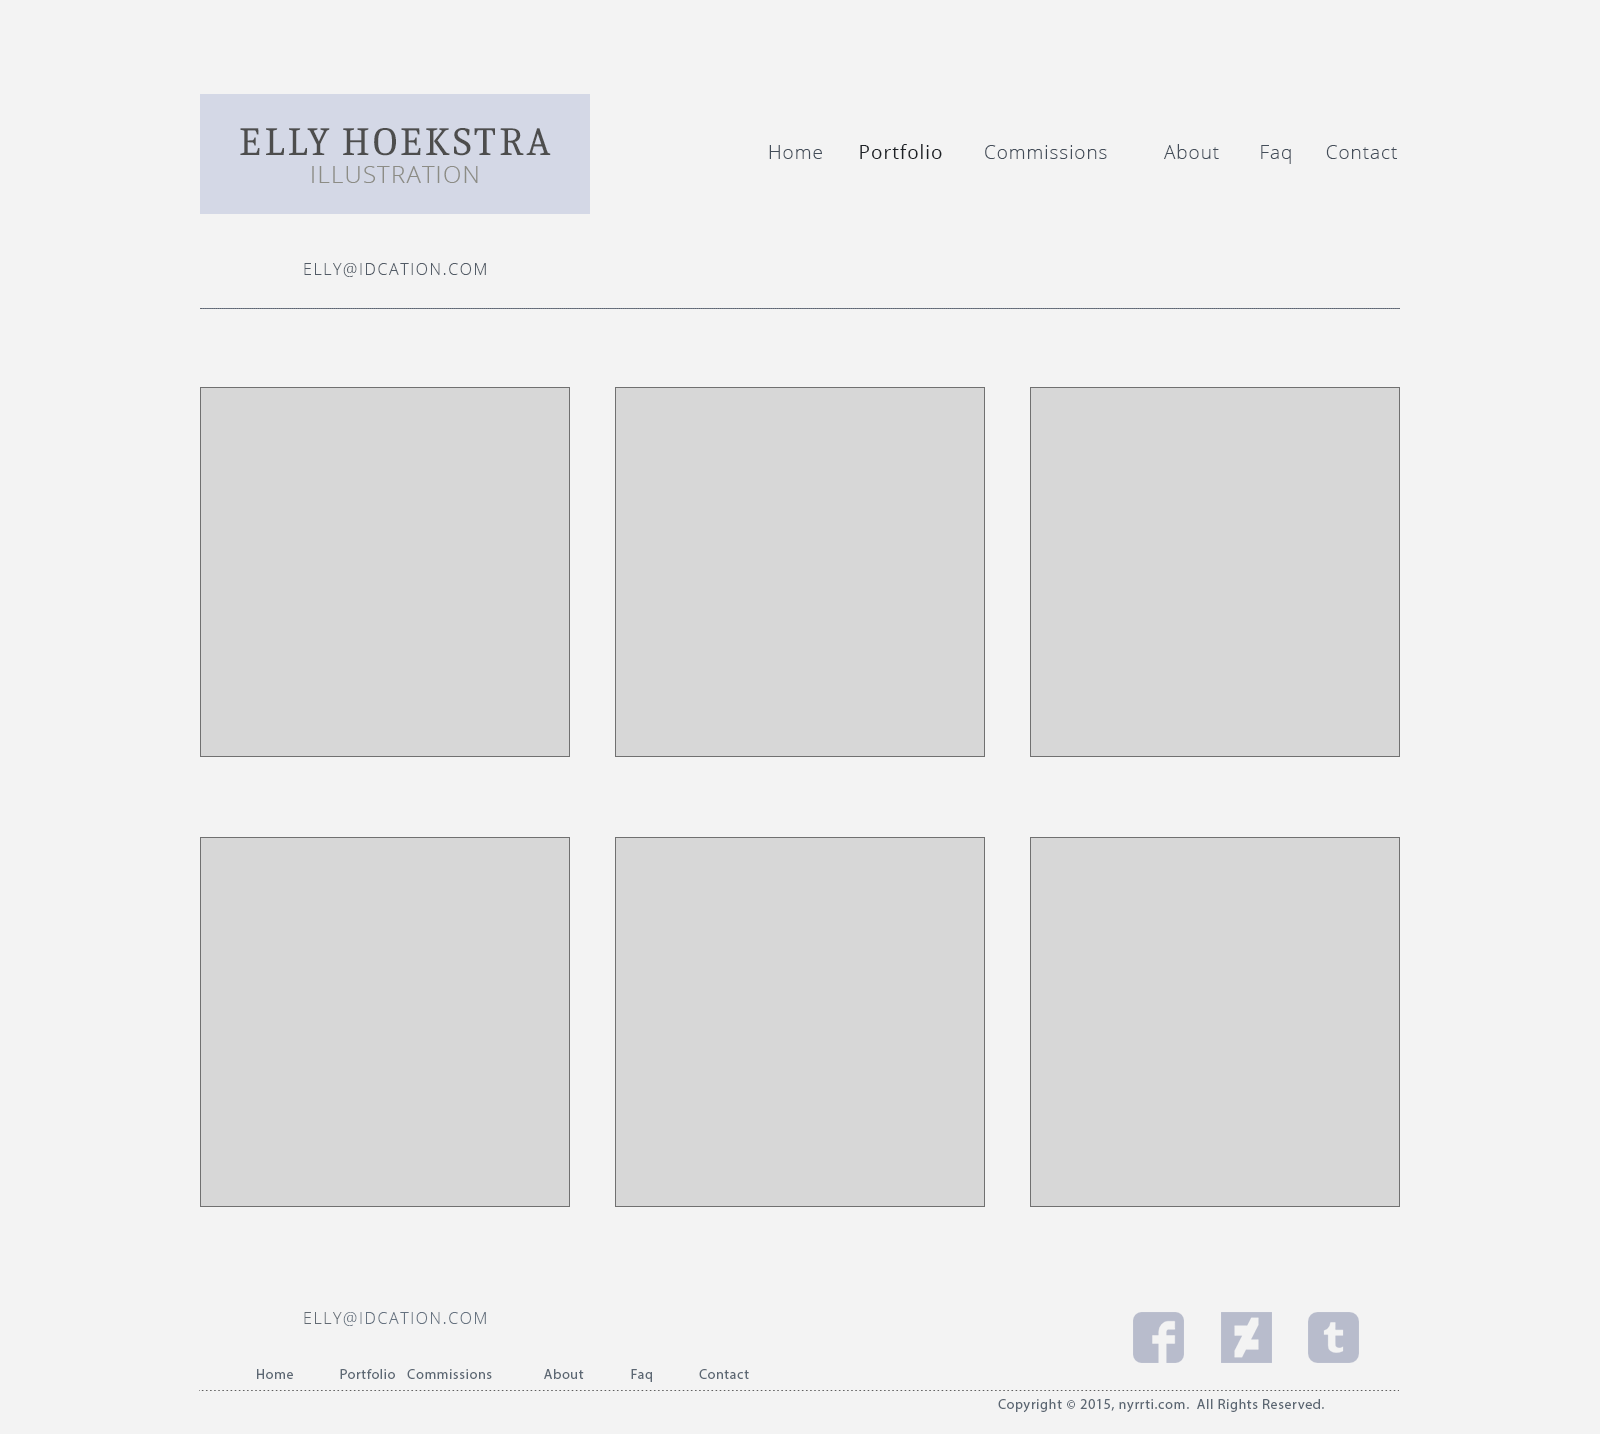 ELLY HOEKSTRA
ILLUSTRATION
Home Portfolio Commissions About Faq Contact
ELLY@IDCATION.COM
ELLY@IDCATION.COM
Home Portfolio Commissions About Faq Contact
Copyright © 2015, nyrrti.com. All Rights Reserved.